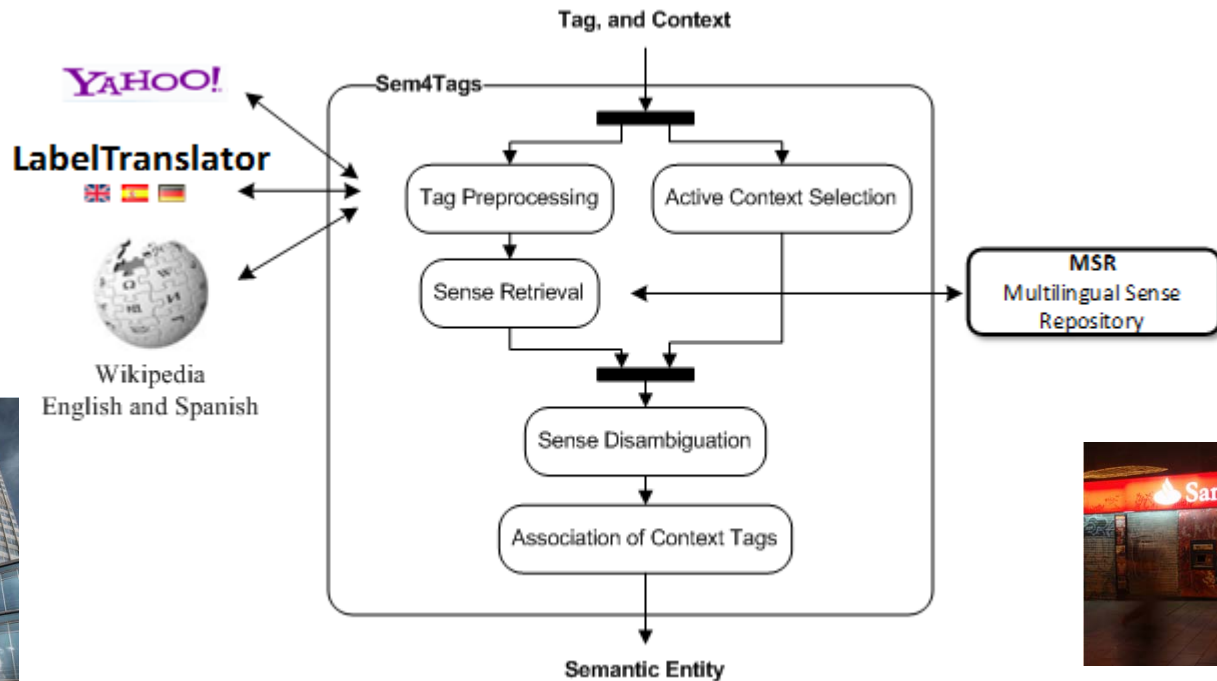 Tag, and Context
YAHOO!
Sem4Tags
LabelTranslator
Tag Preprocessing
Active Context Selection
Sense Retrieval
MSR
Multilingual Sense
Repository
Wikipedia
English and Spanish
Sense Disambiguation
Association of Context Tags
San
Semantic Entity